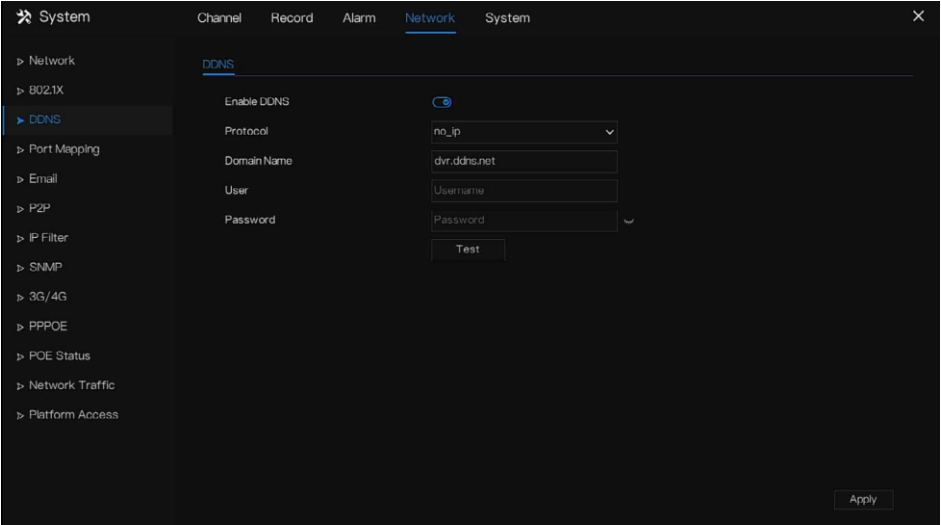 System
Channel Record Alarm Network System
Network
802.1X
DDNS
Port Mapping
Email
P2P
IP Filter
SNMP
3G/4G
PPPOE
POE Status
Network Traffic
Platform Access
DDNS
Enable DDNS
Protocol no_ip
Domain Name dvr.ddns.net
User Username
Password Password
Test
Apply